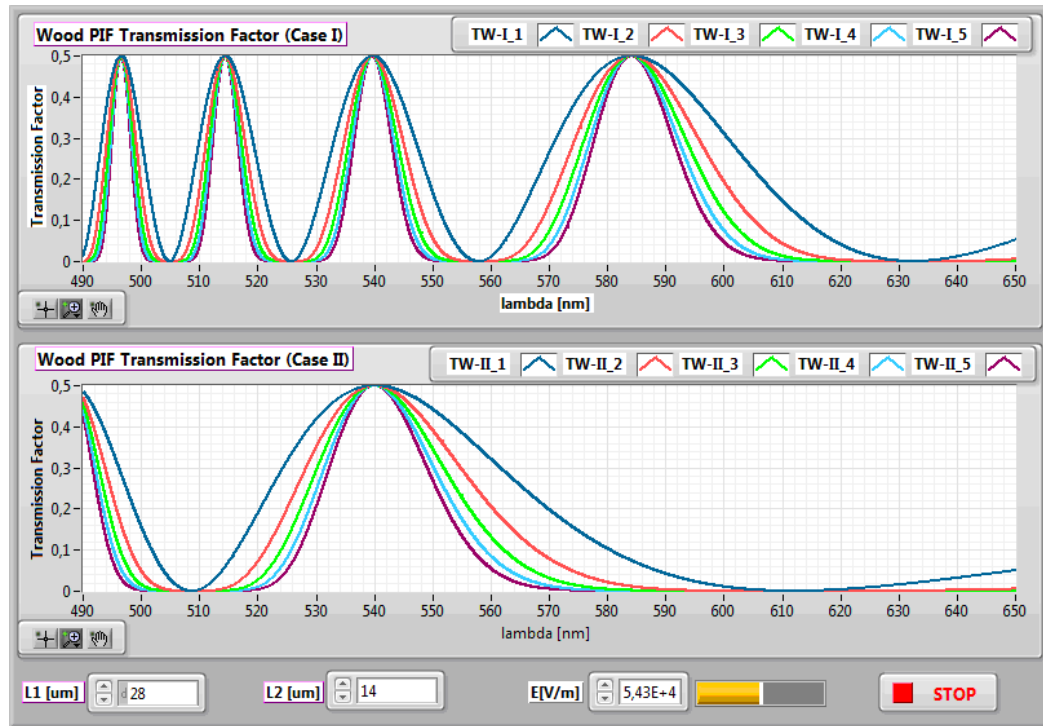 Wood PIF Transmission Factor (Case I) TW-I_1 TW-I_2 TW-I_3 TW-I_4 TW-I_5
Transmission Factor
0,5
0,4
0,3
0,2
0,1
0
490 500 510 520 530 540 550 560 570 580 590 600 610 620 630 640 650
lambda [nm]
Wood PIF Transmission Factor (Case II) TW-II_1 TW-II_2 TW-II_3 TW-II_4 TW-II_5
Transmission Factor
0,5
0,4
0,3
0,2
0,1
0
490 500 510 520 530 540 550 560 570 580 590 600 610 620 630 640 650
lambda [nm]
L1 [um] d 28 L2 [um] 14 E[V/m] 5,43E+4 STOP